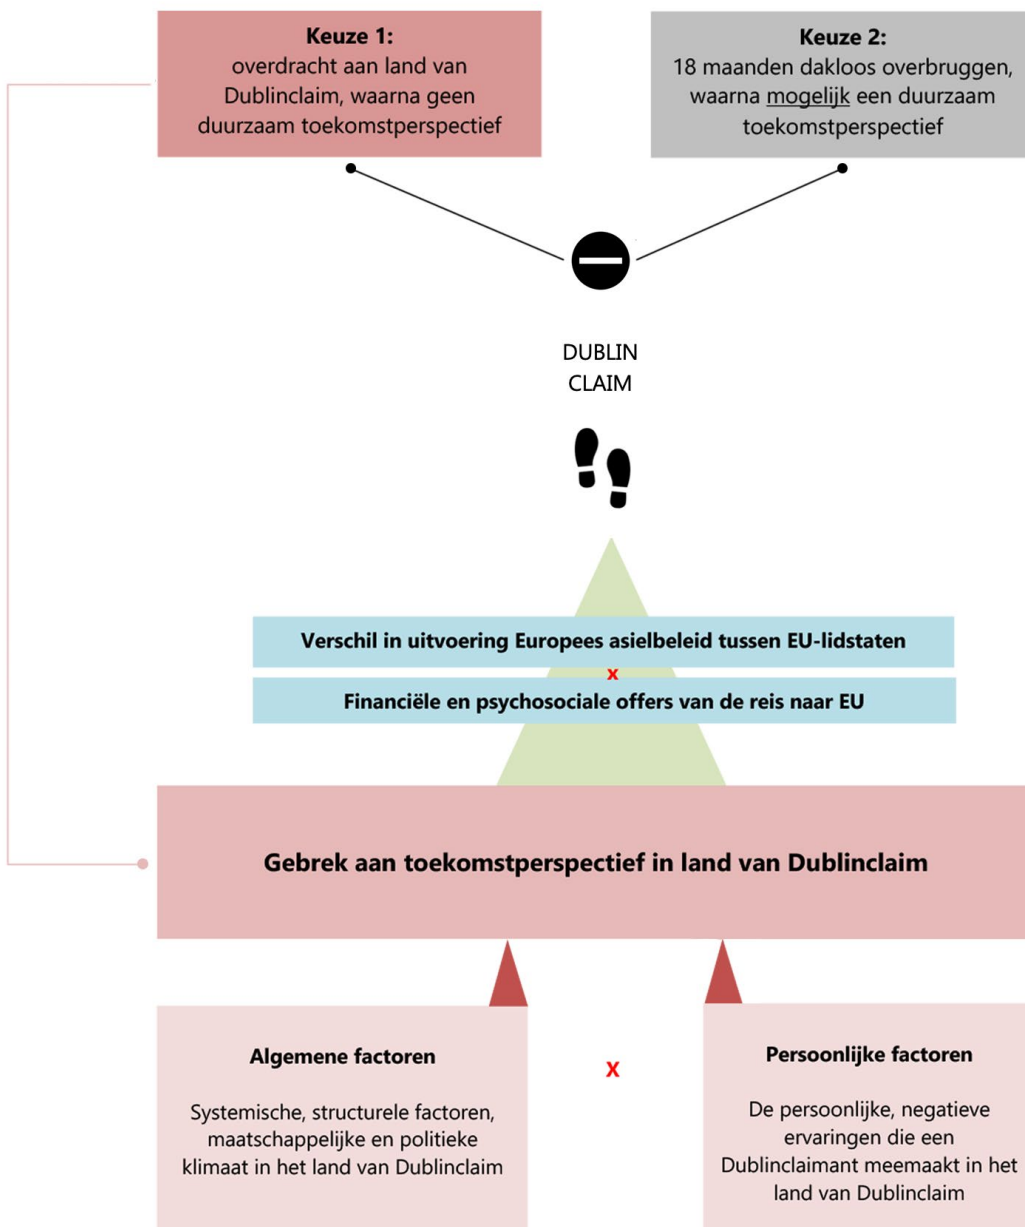 Keuze 1:
overdracht aan land van
Dublinclaim, waarna geen
duurzaam toekomstperspectief
Keuze 2:
18 maanden dakloos overbruggen,
waarna mogelijk een duurzaam
toekomstperspectief
DUBLIN
CLAIM
Verschil in uitvoering Europees asielbeleid tussen EU-lidstaten
x
Financiële en psychosociale offers van de reis naar EU
Gebrek aan toekomstperspectief in land van Dublinclaim
Algemene factoren
Systemische, structurele factoren,
maatschappelijke en politieke
klimaat in het land van Dublinclaim
x
Persoonlijke factoren
De persoonlijke, negatieve
ervaringen die een
Dublinclaimant meemaakt in het
land van Dublinclaim